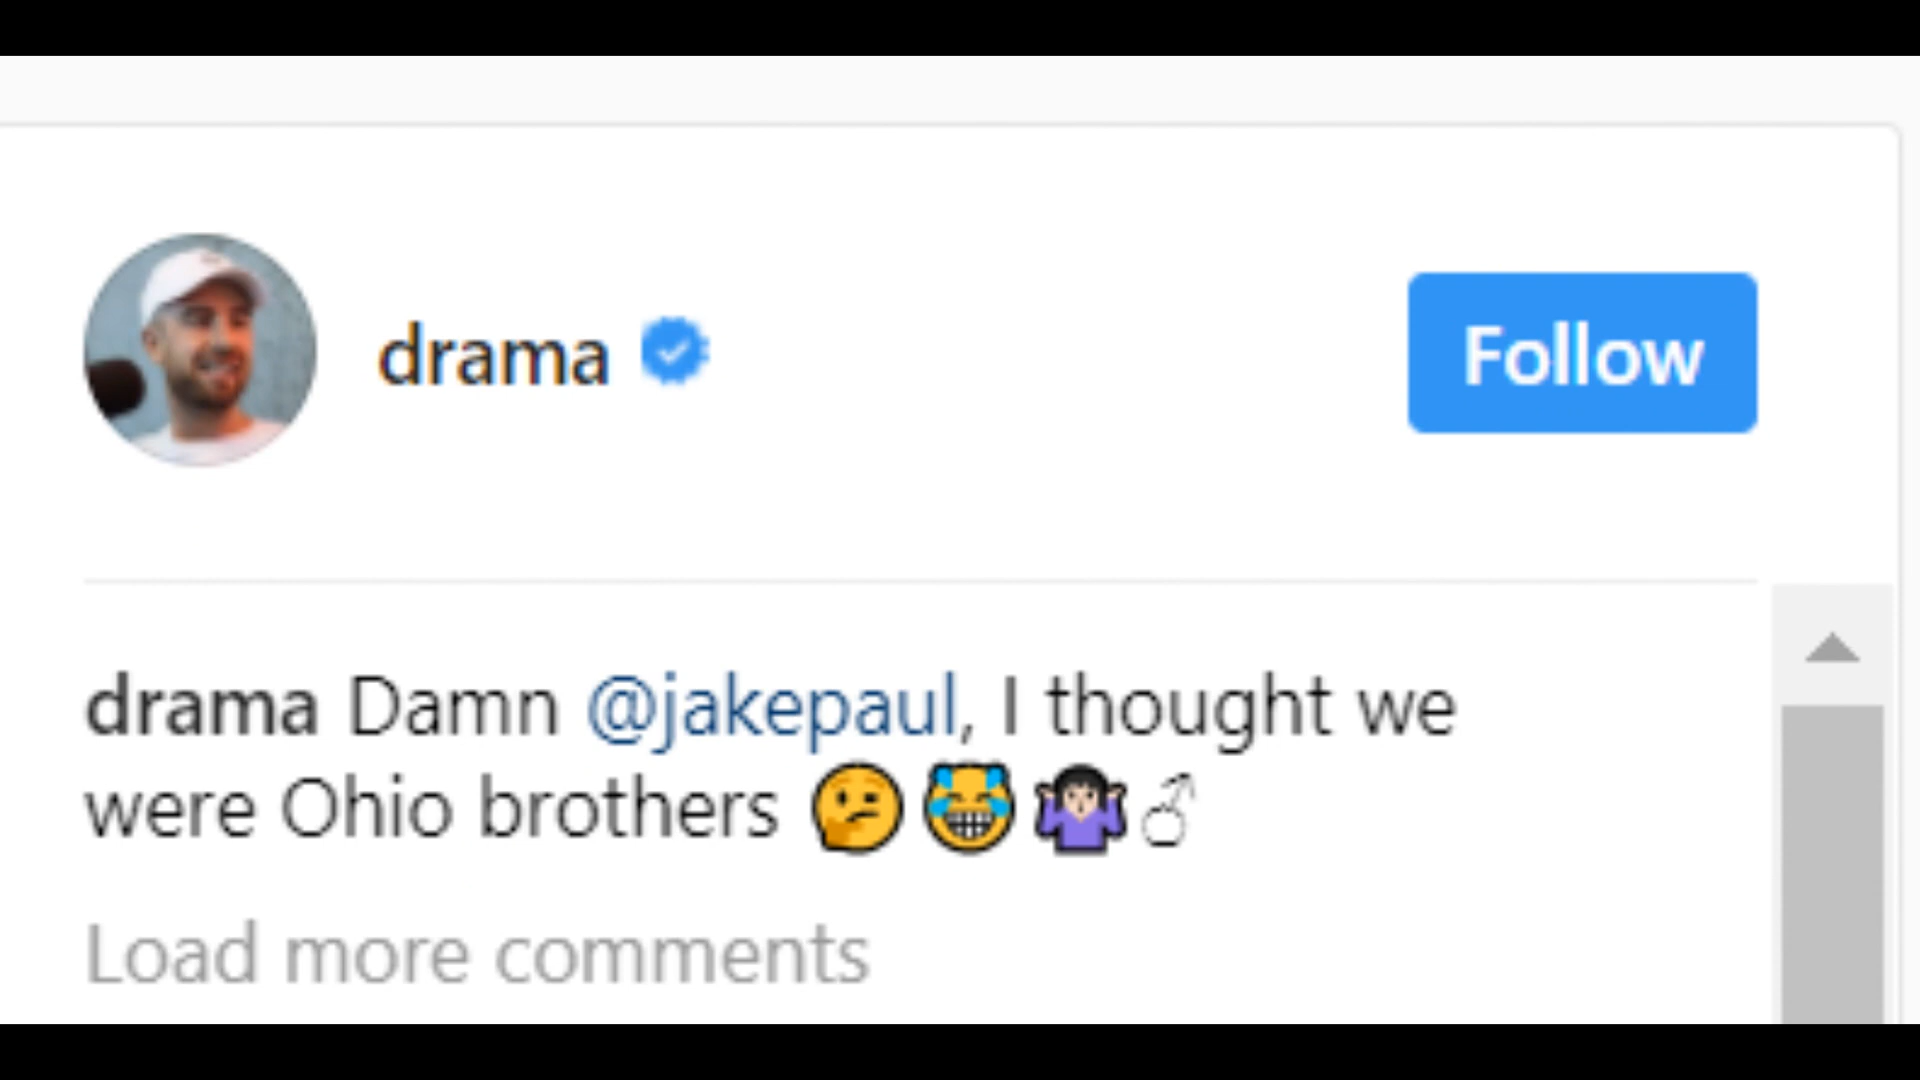 drama
Follow
drama Damn @jakepaul, I thought we
were Ohio brothers 🤔😹🤷🏻♂
Load more comments